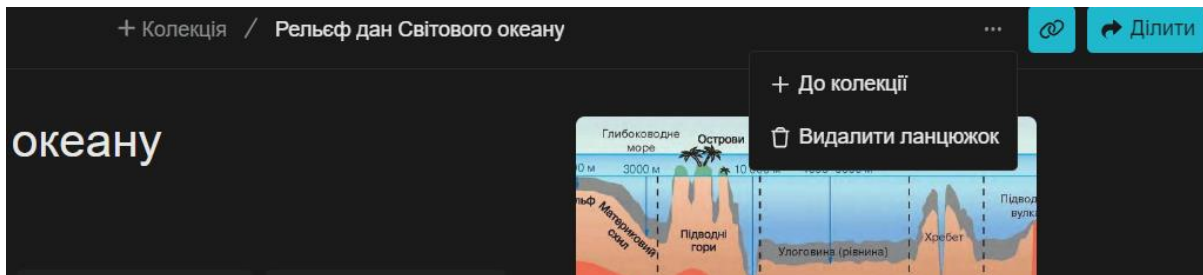 + Колекція / Рельєф дан Світового океану
Ділити
+ До колекції
Видалити ланцюжок
океану
Глибоководне
море
Острови
3000 м
Материковий
схил
Підводні
гори
Улоговина (рівнина)
Хребет